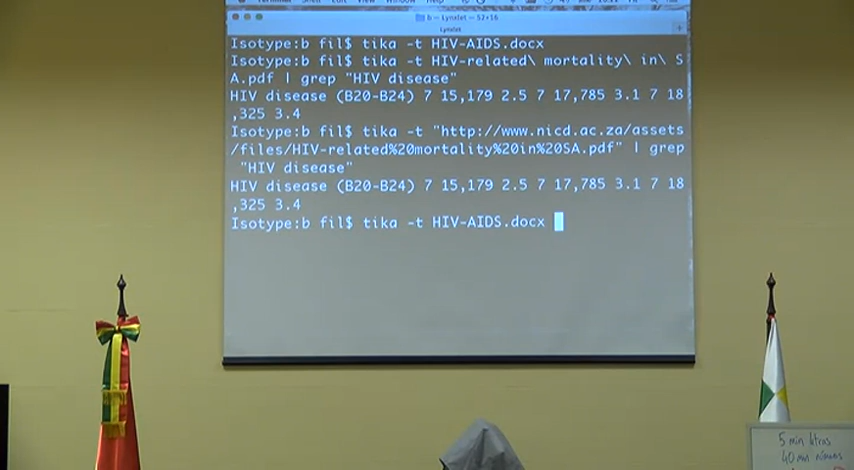 b — Lynxlet — 52×16
Lynxlet
Isotype:b fil$ tika -t HIV-AIDS.docx
Isotype:b fil$ tika -t HIV-related\ mortality\ in\ S
A.pdf | grep "HIV disease"
HIV disease (B20-B24) 7 15,179 2.5 7 17,785 3.1 7 18
,325 3.4
Isotype:b fil$ tika -t "http://www.nicd.ac.za/assets
/files/HIV-related%20mortality%20in%20SA.pdf" | grep
"HIV disease"
HIV disease (B20-B24) 7 15,179 2.5 7 17,785 3.1 7 18
,325 3.4
Isotype:b fil$ tika -t HIV-AIDS.docx
5 min
40 min